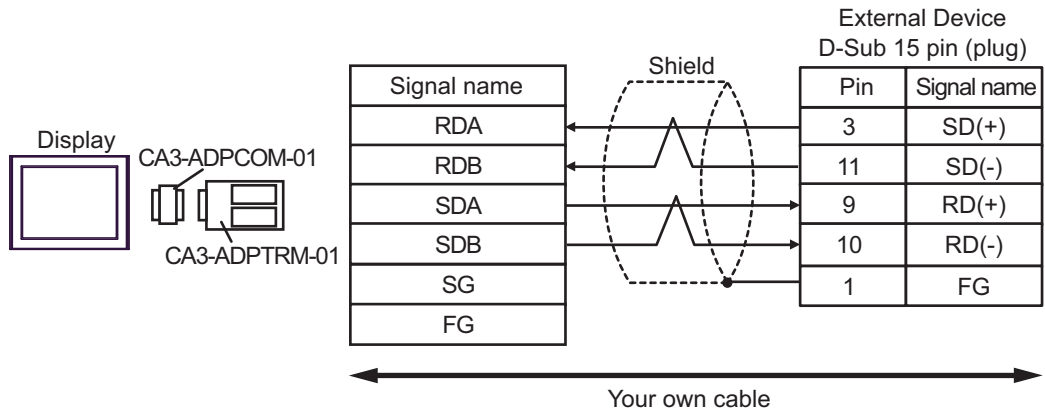 External Device
D-Sub 15 pin (plug)
Shield
Signal name
Pin Signal name
RDA
3 SD(+)
Display
CA3-ADPCOM-01
RDB
11 SD(-)
SDA
9 RD(+)
CA3-ADPTRM-01
SDB
10 RD(-)
SG
1 FG
FG
Your own cable